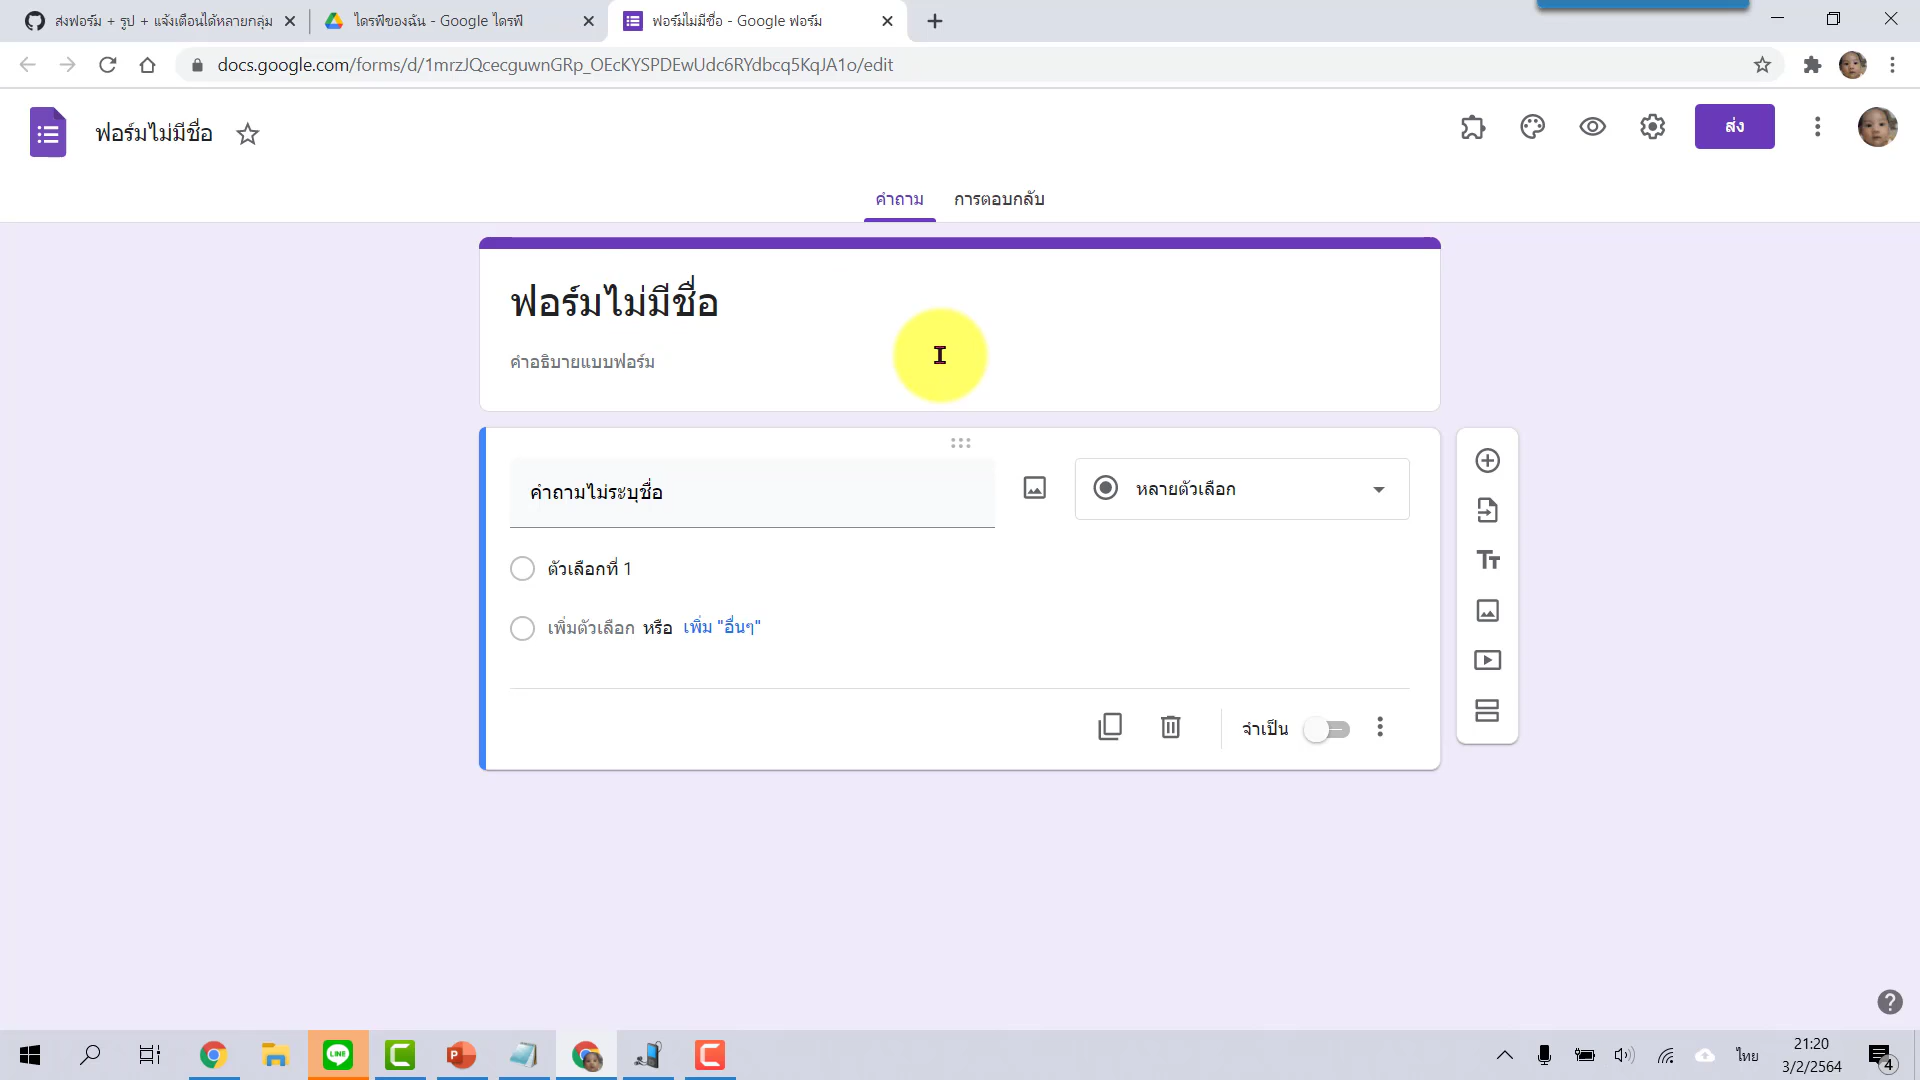 ส่งฟอร์ม + รูป + แจ้งเตือนได้หลายกลุ่ม
ไดรฟ์ของฉัน - Google ไดรฟ์
ฟอร์มไม่มีชื่อ - Google ฟอร์ม
docs.google.com/forms/d/1mrzJQcecguwnGRp_OEcKYSPDEwUdc6RYdbcq5KqJA1o/edit
ฟอร์มไม่มีชื่อ
ส่ง
คำถาม
การตอบกลับ
ฟอร์มไม่มีชื่อ
คำอธิบายแบบฟอร์ม
คำถามไม่ระบุชื่อ
หลายตัวเลือก
ตัวเลือกที่ 1
เพิ่มตัวเลือก หรือ เพิ่ม "อื่นๆ"
จำเป็น
Tт
LINE
ไทย
21:20
3/2/2564
4